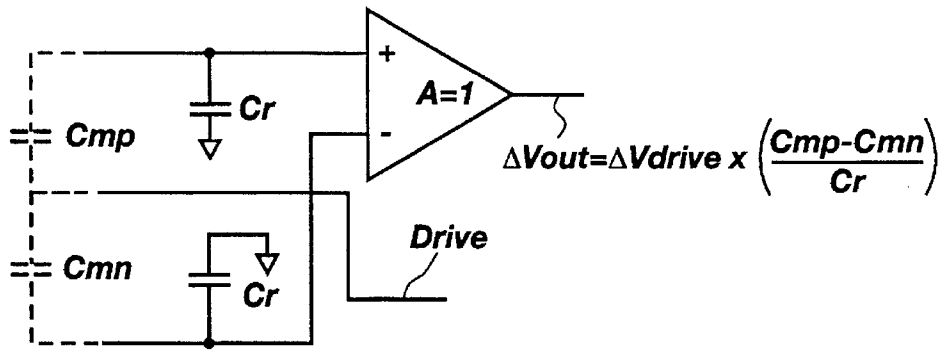 +
Cr
A=1
Cmp
-
ΔVout=ΔVdrive x (Cmp-Cmn/Cr)
Drive
Cmn
Cr